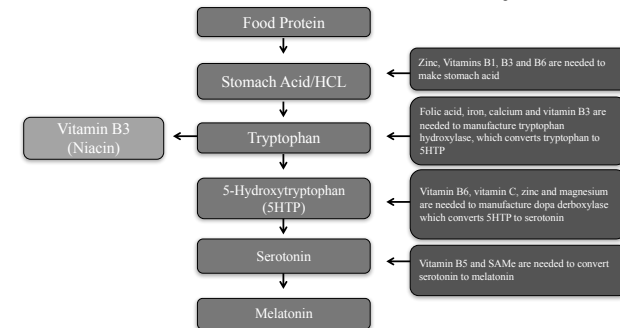 Food Protein
Stomach Acid/HCL
Zinc, Vitamins B1, B3 and B6 are needed to
make stomach acid
Vitamin B3
(Niacin)
Tryptophan
Folic acid, iron, calcium and vitamin B3 are
needed to manufacture tryptophan
hydroxylase, which converts tryptophan to
5HTP
5-Hydroxytryptophan
(5HTP)
Vitamin B6, vitamin C, zinc and magnesium
are needed to manufacture dopa derboxylase
which converts 5HTP to serotonin
Serotonin
Vitamin B5 and SAMe are needed to convert
serotonin to melatonin
Melatonin